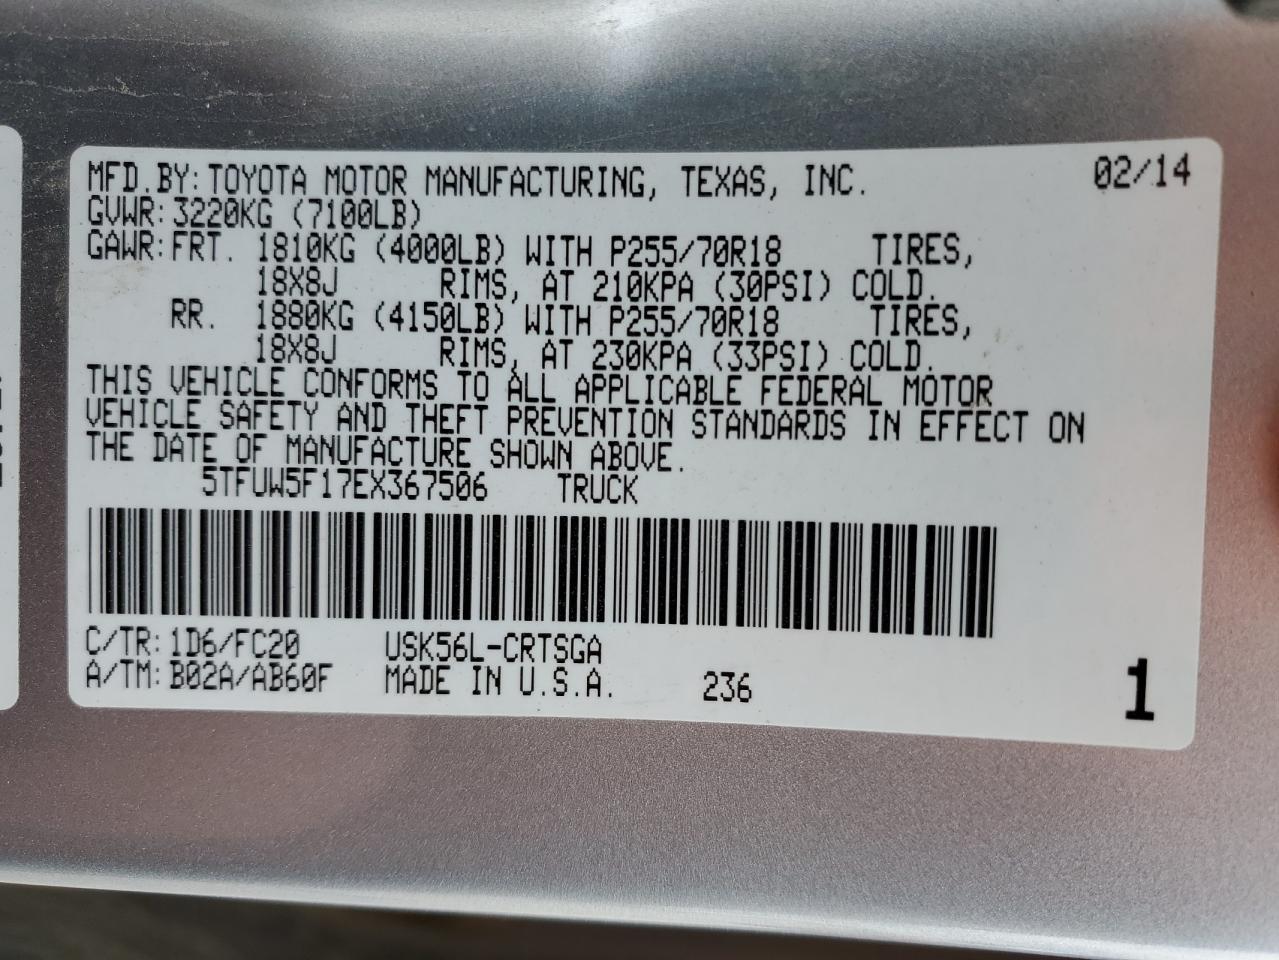 MFD.BY: TOYOTA MOTOR MANUFACTURING, TEXAS, INC. 02/14
GVWR: 3220KG (7100LB)
GAWR: FRT. 1810KG (4000LB) WITH P255/70R18 TIRES,
18X8J RIMS, AT 210KPA (30PSI) COLD.
RR. 1880KG (4150LB) WITH P255/70R18 TIRES,
18X8J RIMS, AT 230KPA (33PSI) COLD.
THIS VEHICLE CONFORMS TO ALL APPLICABLE FEDERAL MOTOR
VEHICLE SAFETY AND THEFT PREVENTION STANDARDS IN EFFECT ON
THE DATE OF MANUFACTURE SHOWN ABOVE.
5TFUW5F17EX367506 TRUCK
C/TR: 1D6/FC20 USK56L-CRTSGA
A/TM: B02A/AB60F MADE IN U.S.A. 236
1